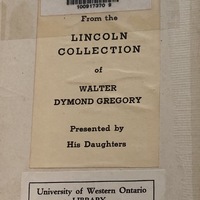 From the
LINCOLN
COLLECTION
of
WALTER
DYMOND GREGORY
Presented by
His Daughters
University of Western Ontario
LIBRARY